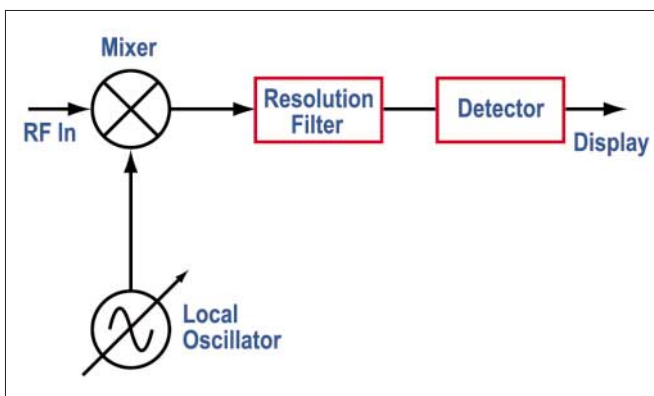 Mixer
RF In
Resolution
Filter
Detector
Display
Local
Oscillator